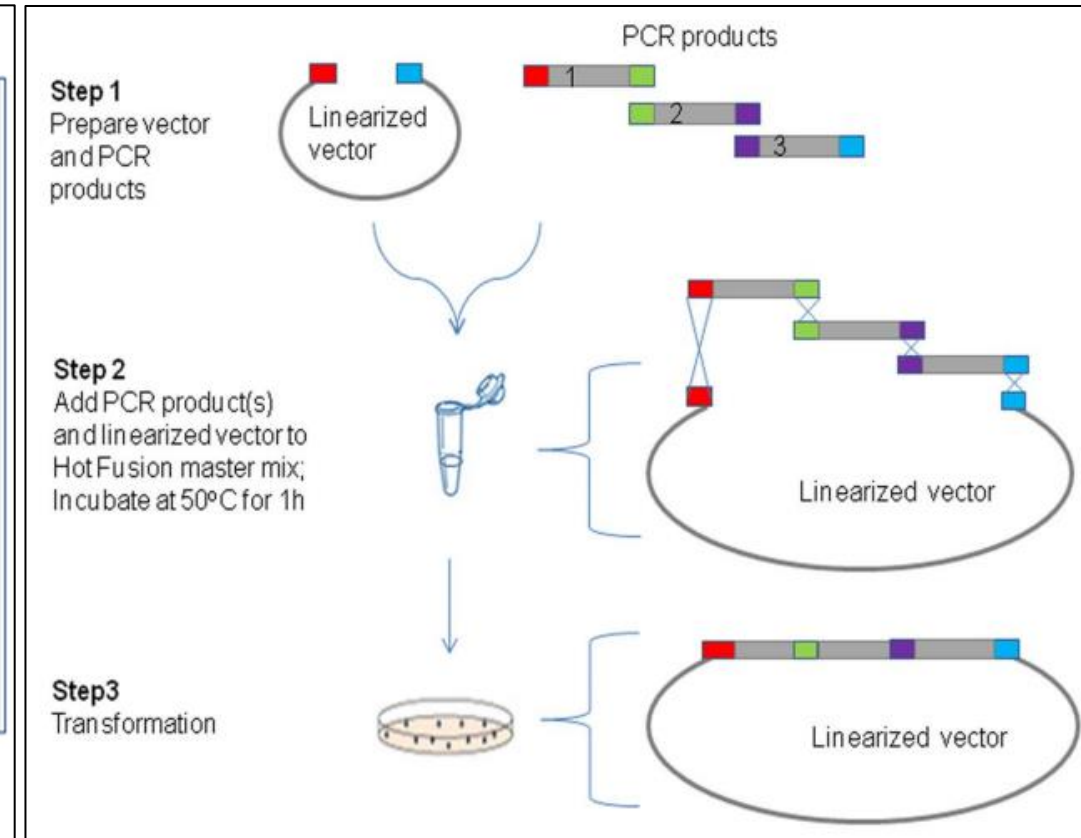 PCR products
Step 1
Prepare vector
and PCR
products
Linearized
vector
1
2
3
Step 2
Add PCR product(s)
and linearized vector to
Hot Fusion master mix;
Incubate at 50ºC for 1h
Linearized vector
Step3
Transformation
Linearized vector